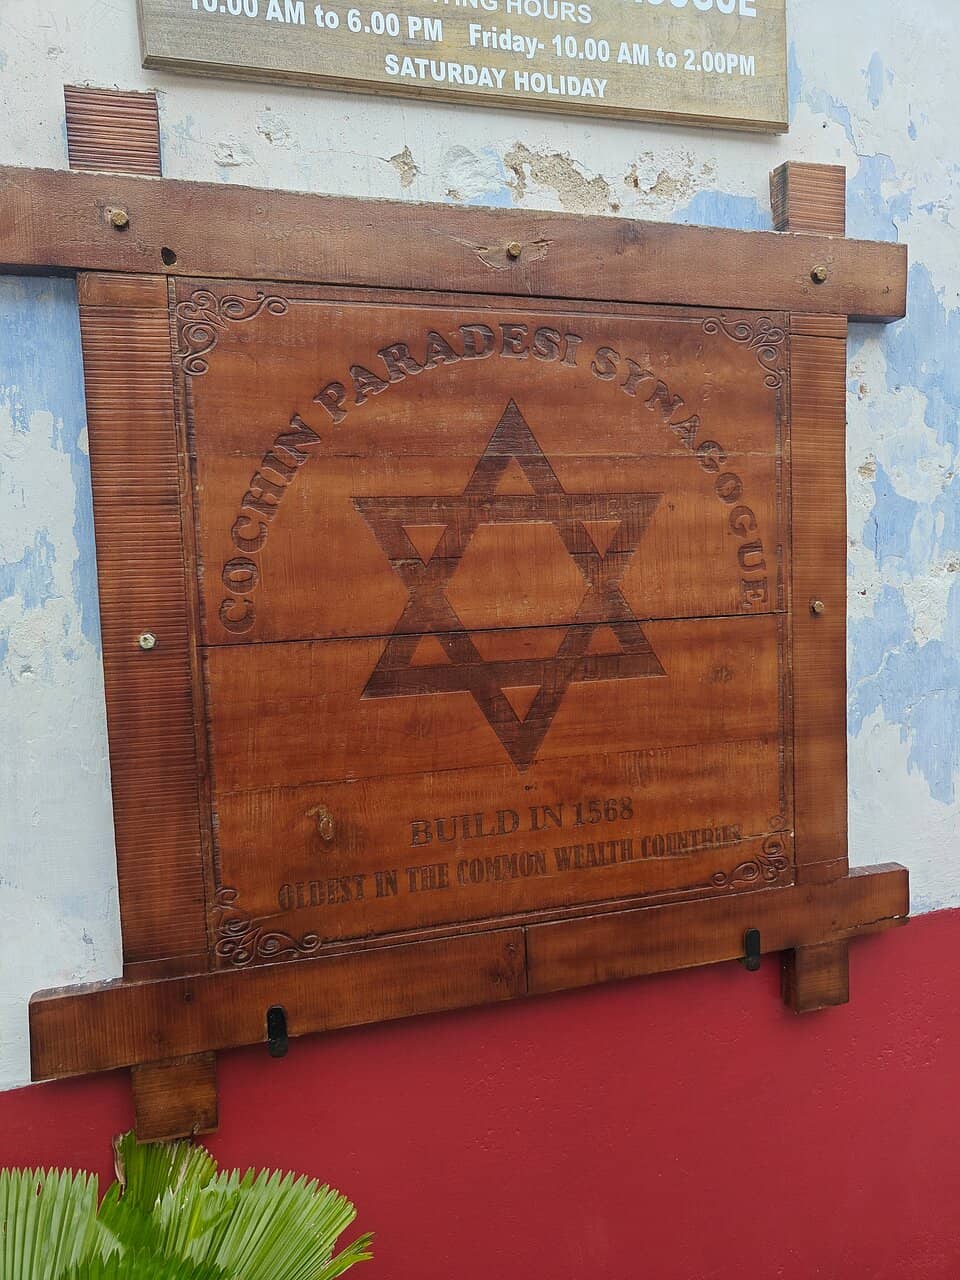 HOURS
10.00 AM to 6.00 PM Friday- 10.00 AM to 2.00PM
SATURDAY HOLIDAY
COCHIN PARADESI SYNAGOGUE
BUILD IN 1568
OLDEST IN THE COMMON WEALTH COUNTRIES